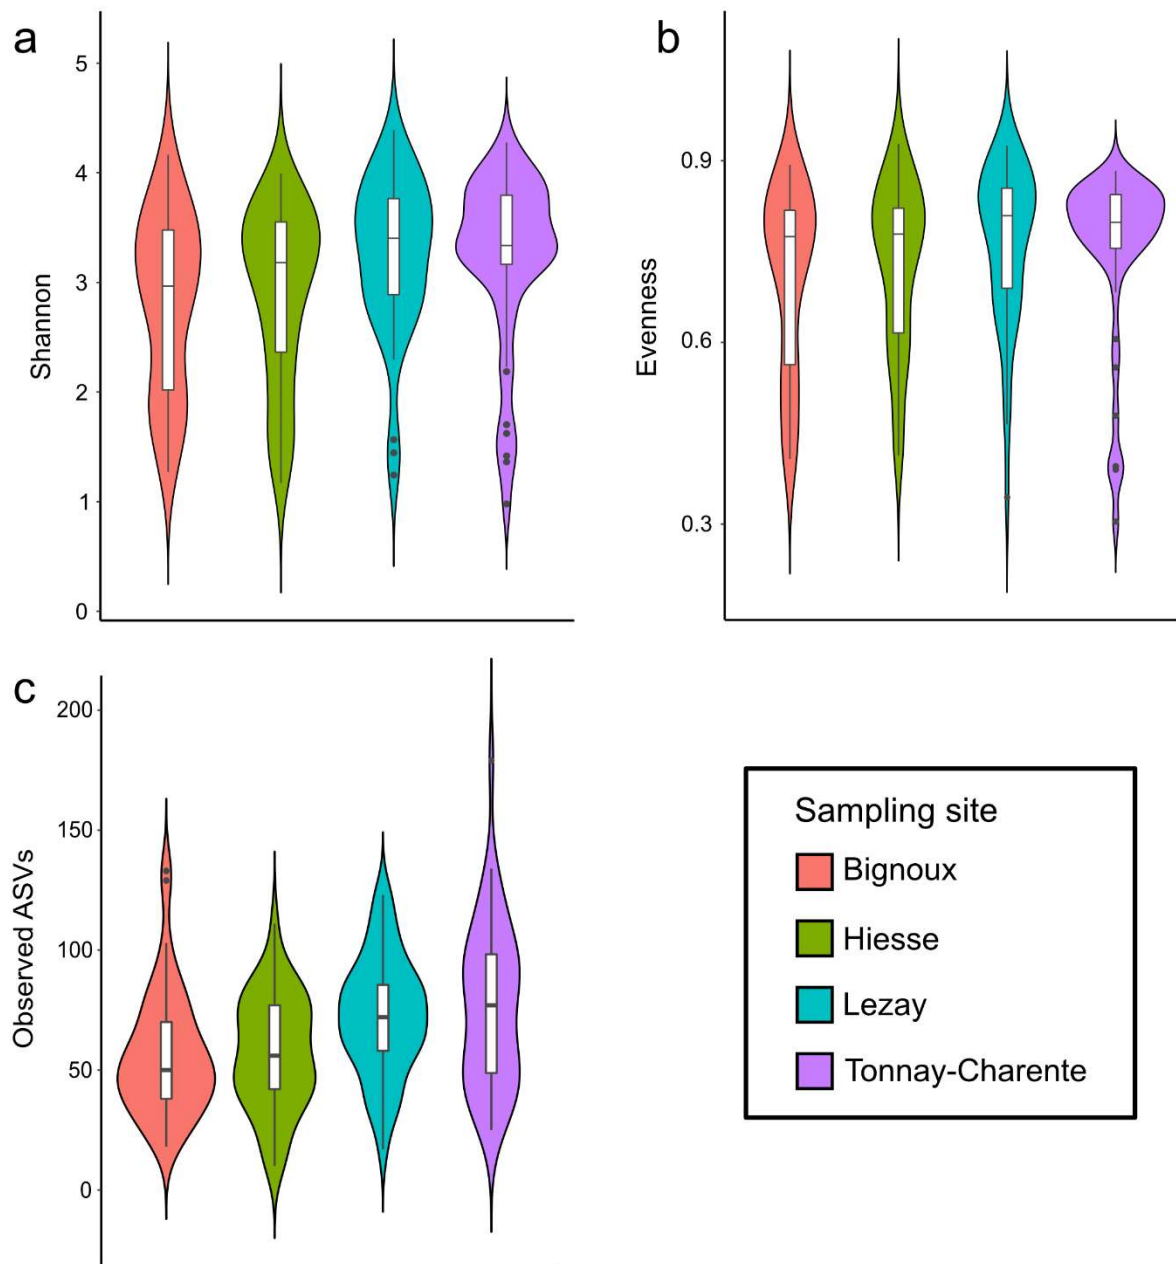 a
Shannon
5
4
3
2
1
0
b
Evenness
0.9
0.6
0.3
c
Observed ASVs
200
150
100
50
0
Sampling site
Bignoux
Hiesse
Lezay
Tonnay-Charente